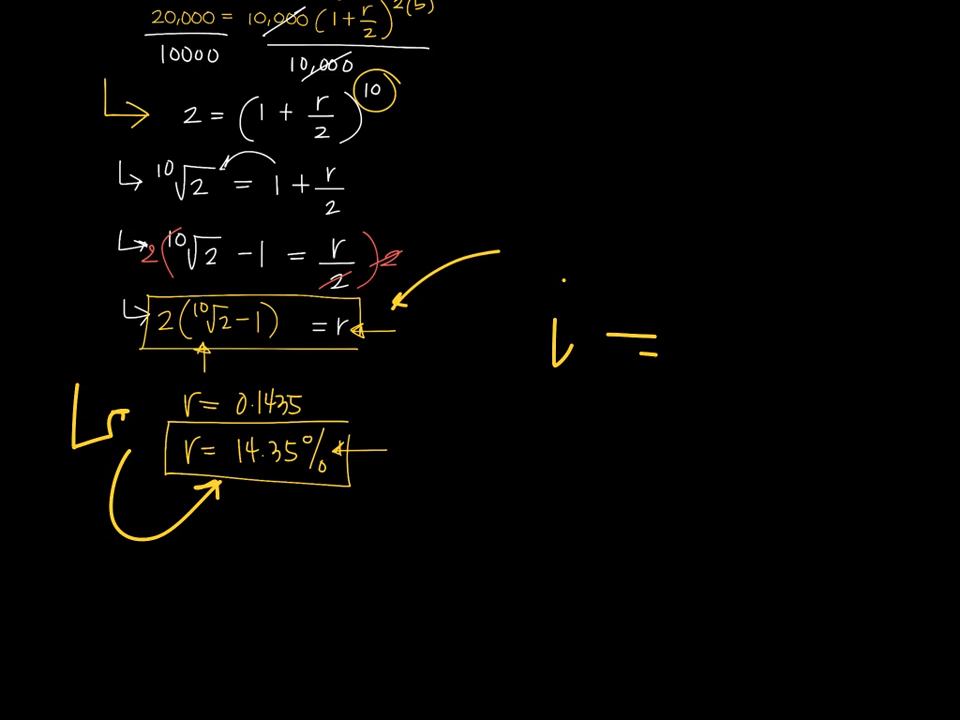 20,000 = 10,000 (1 + r/2)^2(5)
10000 10,000
2 = (1 + r/2)^10
¹⁰√2 = 1 + r/2
2(¹⁰√2 - 1 = r/2)2
2(¹⁰√2 - 1) = r
i =
r = 0.1435
r = 14.35%